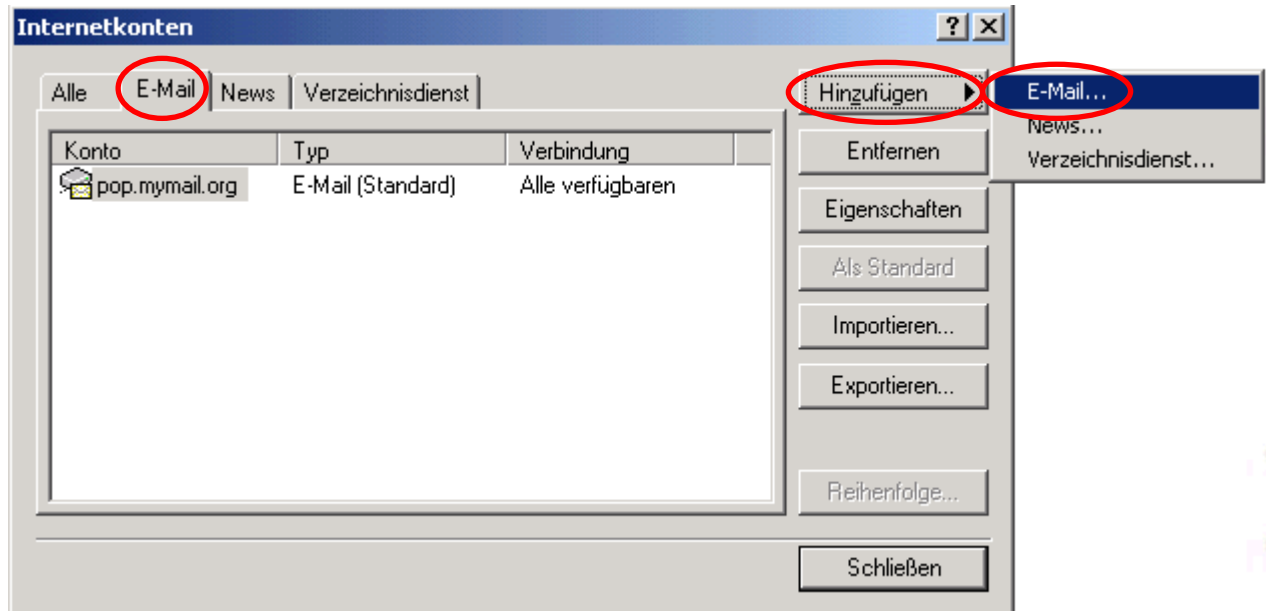 Internetkonten
Alle E-Mail News Verzeichnisdienst
Konto Typ Verbindung
pop.mymail.org E-Mail (Standard) Alle verfügbaren
Hinzufügen
Entfernen
Eigenschaften
Als Standard
Importieren...
Exportieren...
Reihenfolge...
Schließen
E-Mail...
News...
Verzeichnisdienst...